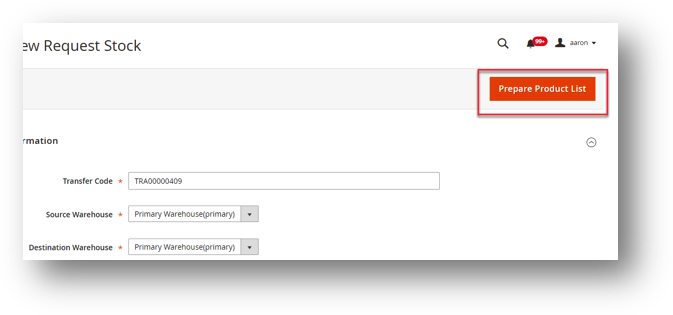 ew Request Stock
99+
aaron
Prepare Product List
rmation
Transfer Code *
TRA00000409
Source Warehouse *
Primary Warehouse(primary)
Destination Warehouse *
Primary Warehouse(primary)